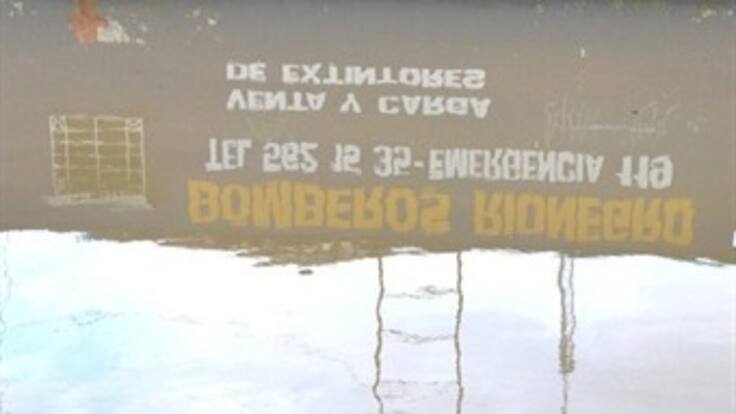 BOMBEROS RIONEGRO
TEL 562 15 35-EMERGENCIA 119
VENTA Y CARGA
DE EXTINTORES